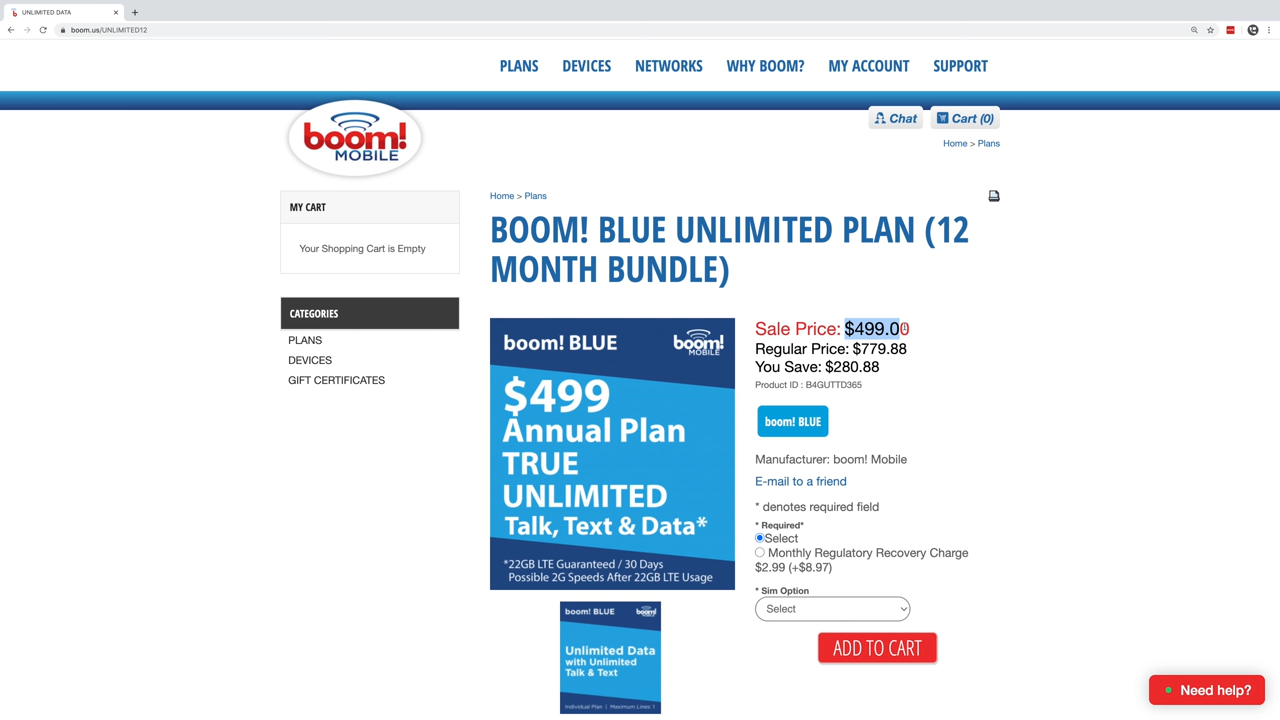 UNLIMITED DATA
boom.us/UNLIMITED12
PLANS DEVICES NETWORKS WHY BOOM? MY ACCOUNT SUPPORT
boom!
MOBILE
Chat Cart (0)
Home > Plans
MY CART
Your Shopping Cart is Empty
CATEGORIES
PLANS
DEVICES
GIFT CERTIFICATES
Home > Plans
BOOM! BLUE UNLIMITED PLAN (12
MONTH BUNDLE)
boom! BLUE boom!
MOBILE
$499
Annual Plan
TRUE
UNLIMITED
Talk, Text & Data*
*22GB LTE Guaranteed / 30 Days
Possible 2G Speeds After 22GB LTE Usage
boom! BLUE boom!
MOBILE
Unlimited Data
with Unlimited
Talk & Text
Individual Plan | Maximum Lines: 1
Sale Price: $499.00
Regular Price: $779.88
You Save: $280.88
Product ID : B4GUTTD365
boom! BLUE
Manufacturer: boom! Mobile
E-mail to a friend
* denotes required field
* Required*
Select
Monthly Regulatory Recovery Charge
$2.99 (+$8.97)
* Sim Option
Select
ADD TO CART
Need help?